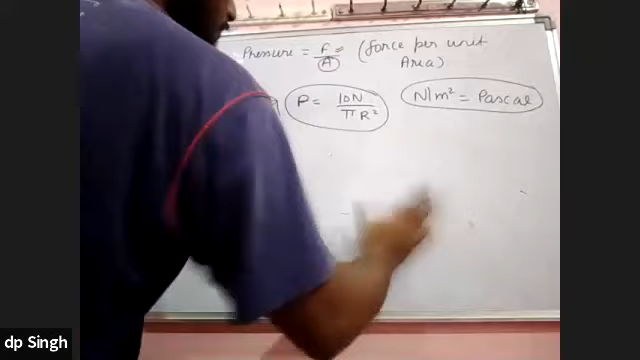 Pressure = F/A (force per unit
Area)
P = 10N/πR²
N/m² = Pascal
dp Singh